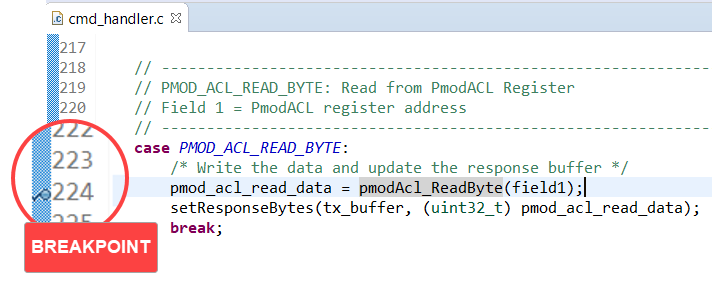 cmd_handler.c
217
218 // ------------------------------------------------------------
219 // PMOD_ACL_READ_BYTE: Read from PmodACL Register
220 // Field 1 = PmodACL register address
222 // ------------------------------------------------------------
case PMOD_ACL_READ_BYTE:
223 /* Write the data and update the response buffer */
224 pmod_acl_read_data = pmodAcl_ReadByte(field1);
225 setResponseBytes(tx_buffer, (uint32_t) pmod_acl_read_data);
break;
BREAKPOINT